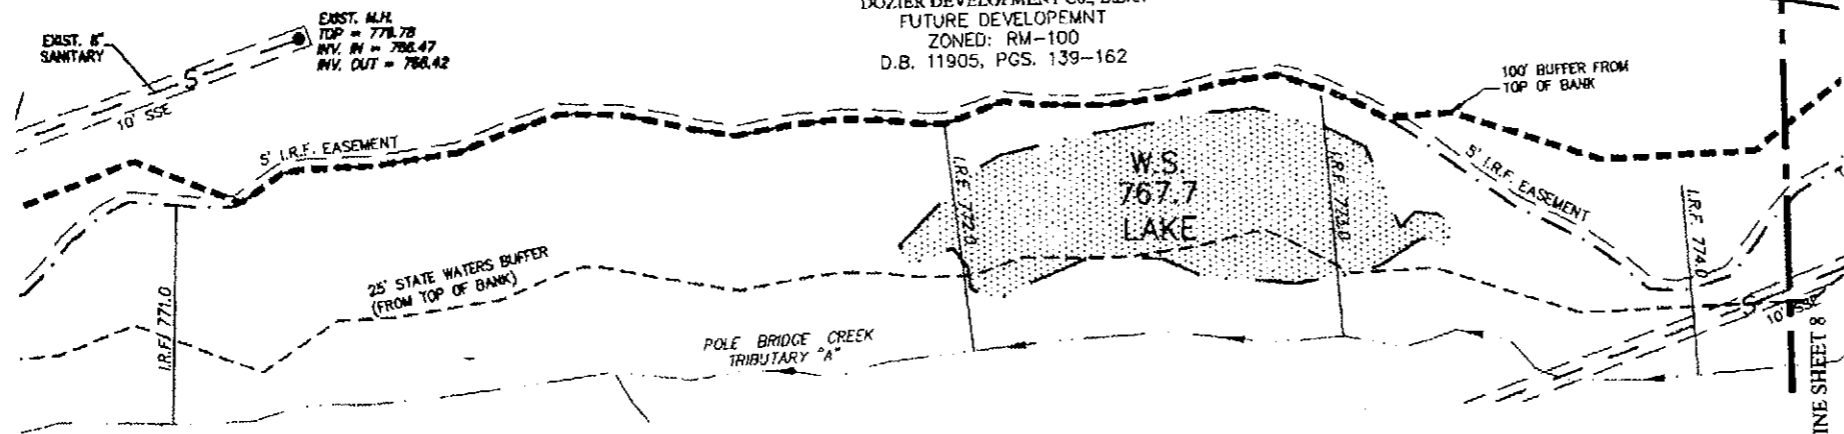 EXIST. 8"
SANITARY
EXIST. M.H.
TOP = 778.78
INV. IN = 766.47
INV. OUT = 766.42
S
10' SSE
DOZIER DEVELOPMENT CO.,
FUTURE DEVELOPEMNT
ZONED: RM-100
D.B. 11905, PGS. 139-162
100' BUFFER FROM
TOP OF BANK
5' I.R.F. EASEMENT
W.S.
767.7
LAKE
I.R.F. 772.0
I.R.F. 773.0
5' I.R.F. EASEMENT
I.R.F. 774.0
25' STATE WATERS BUFFER
(FROM TOP OF BANK)
I.R.F. 771.0
POLE BRIDGE CREEK
TRIBUTARY "A"
S
10' SSE
INE SHEET 8